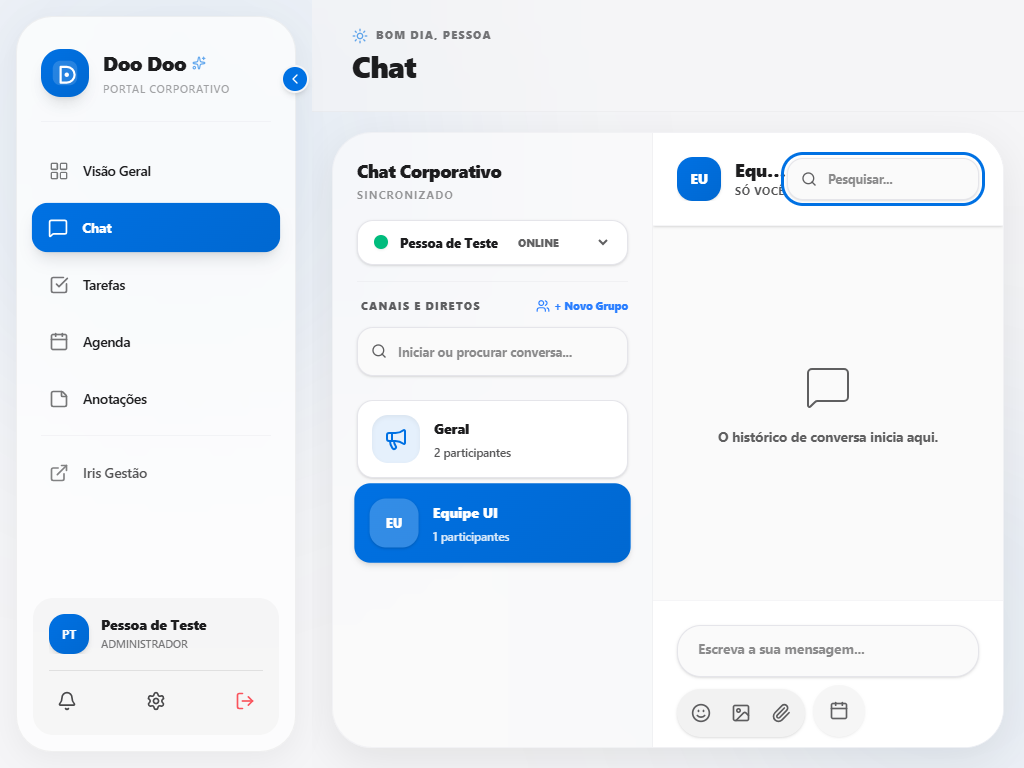 Doo Doo
PORTAL CORPORATIVO
Visão Geral
Chat
Tarefas
Agenda
Anotações
Iris Gestão
PT
Pessoa de Teste
ADMINISTRADOR
BOM DIA, PESSOA
Chat
Chat Corporativo
SINCRONIZADO
Pessoa de Teste ONLINE
CANAIS E DIRETOS + Novo Grupo
Iniciar ou procurar conversa...
Geral
2 participantes
EU
Equipe UI
1 participantes
EU
Equ...
SÓ VOCÊ
Pesquisar...
O histórico de conversa inicia aqui.
Escreva a sua mensagem...